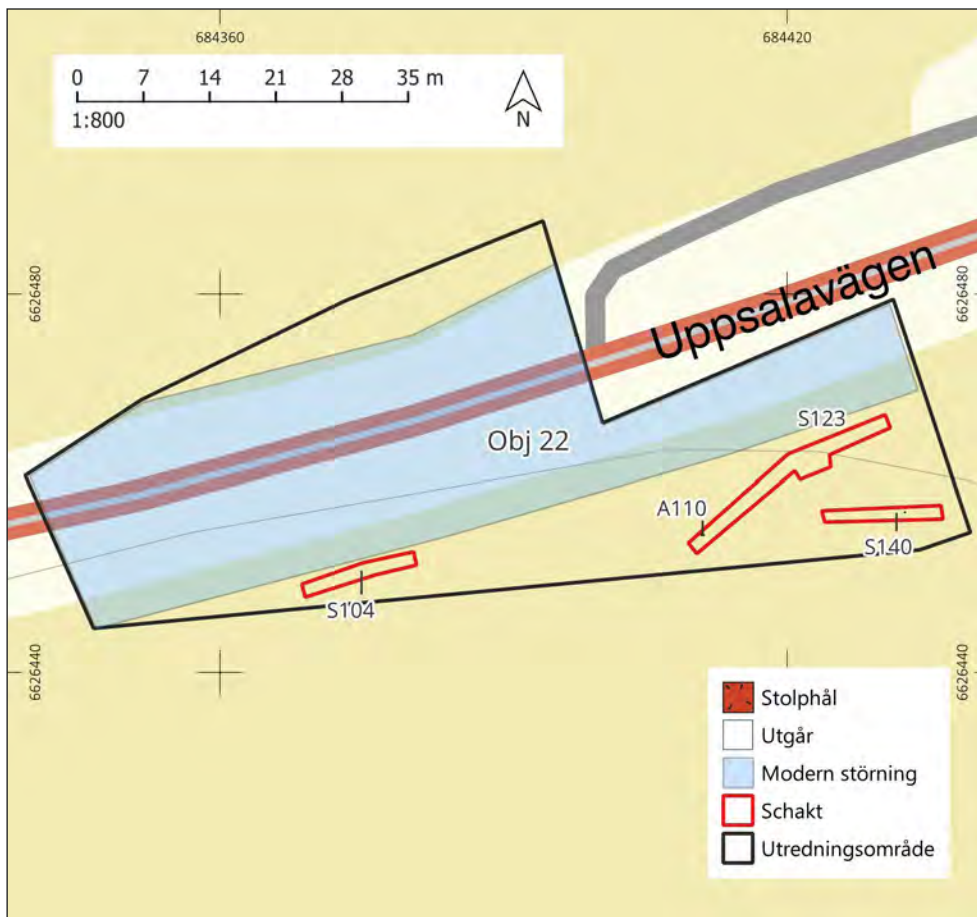 684360
684420
0 7 14 21 28 35 m
1:800
N
6626480
6626480
Uppsalavägen
Obj 22
S123
A110
S140
S104
6626440
6626440
Stolphål
Utgår
Modern störning
Schakt
Utredningsområde